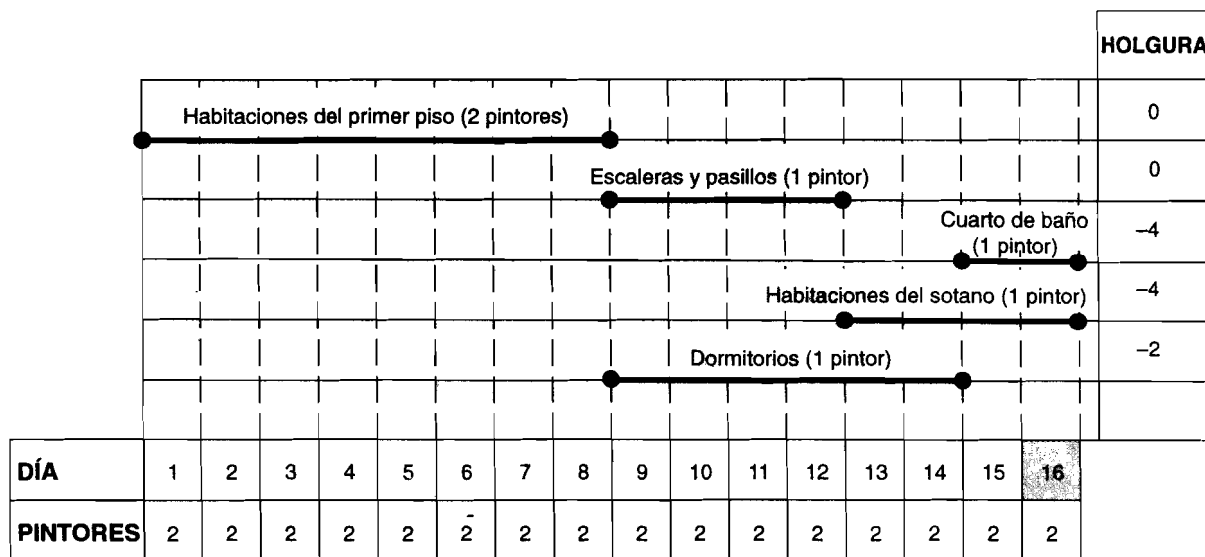 HOLGURA
Habitaciones del primer piso (2 pintores)
0
Escaleras y pasillos (1 pintor)
0
Cuarto de baño
(1 pintor)
–4
Habitaciones del sotano (1 pintor)
–4
Dormitorios (1 pintor)
–2
DÍA 1 2 3 4 5 6 7 8 9 10 11 12 13 14 15 16
PINTORES 2 2 2 2 2 2 2 2 2 2 2 2 2 2 2 2